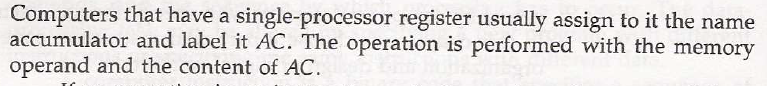 Computers that have a single-processor register usually assign to it the name
accumulator and label it AC. The operation is performed with the memory
operand and the content of AC.